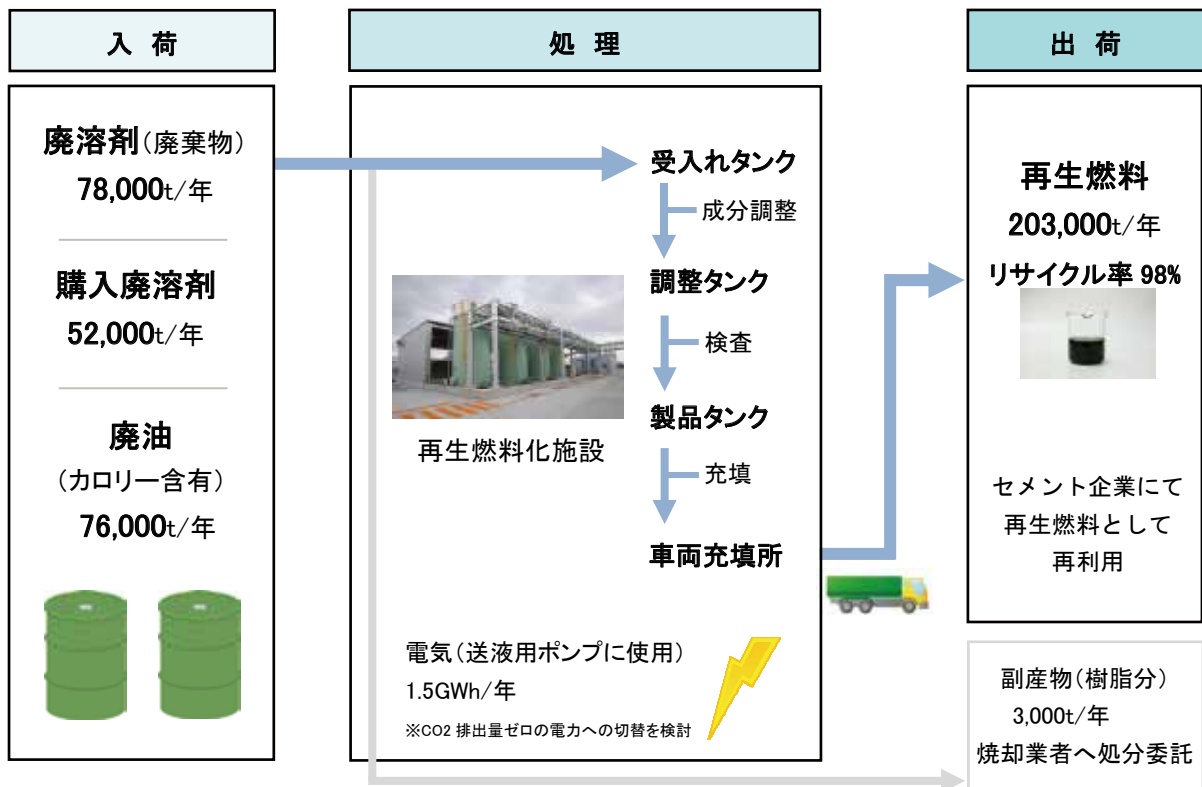 入 荷
廃溶剤(廃棄物)
78,000t/年
購入廃溶剤
52,000t/年
廃油
(カロリー含有)
76,000t/年
処 理
受入れタンク
成分調整
調整タンク
検査
製品タンク
充填
車両充填所
再生燃料化施設
電気(送液用ポンプに使用)
1.5GWh/年
※CO2 排出量ゼロの電力への切替を検討
出 荷
再生燃料
203,000t/年
リサイクル率 98%
セメント企業にて
再生燃料として
再利用
副産物(樹脂分)
3,000t/年
焼却業者へ処分委託